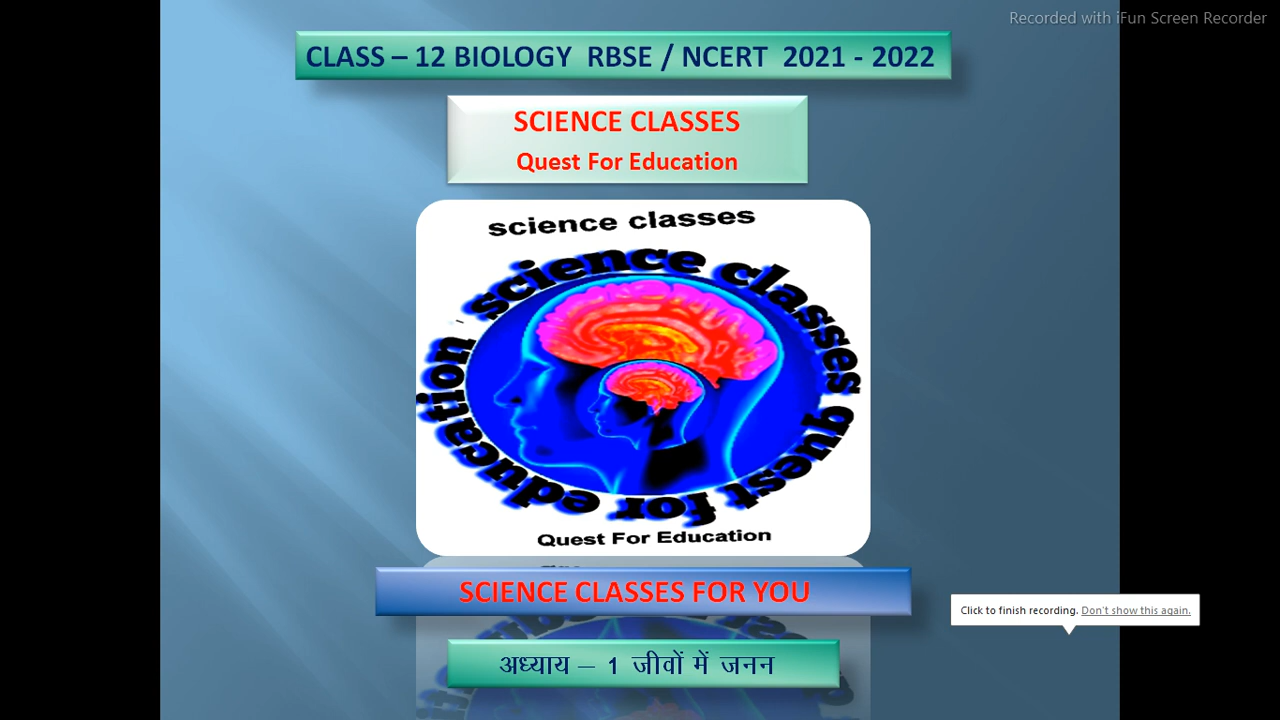 Recorded with iFun Screen Recorder
CLASS – 12 BIOLOGY RBSE / NCERT 2021 - 2022
SCIENCE CLASSES
Quest For Education
science classes
science classes quest for education
Quest For Education
SCIENCE CLASSES FOR YOU
Click to finish recording. Don't show this again.
अध्याय – 1 जीवों में जनन